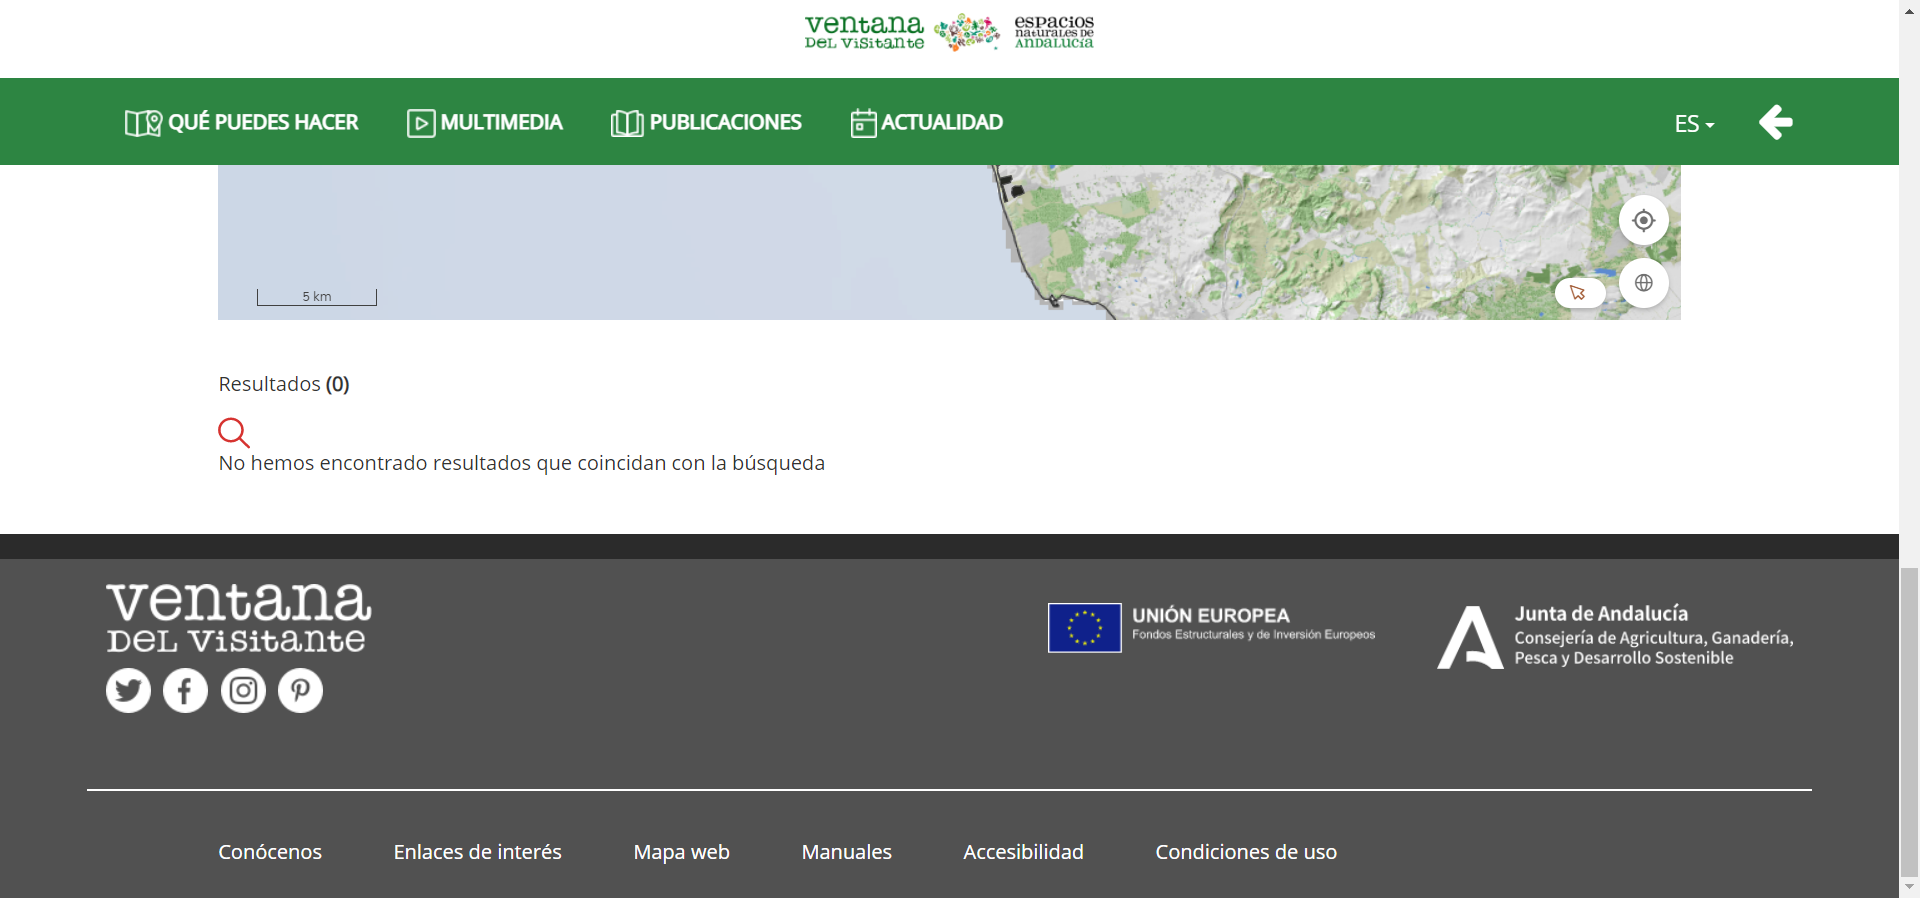 ventana
DEL VISITANTE
ESPACIOS
NATURALES DE
ANDALUCÍA
QUÉ PUEDES HACER
MULTIMEDIA
PUBLICACIONES
ACTUALIDAD
ES
5 km
Resultados (0)
No hemos encontrado resultados que coincidan con la búsqueda
ventana
DEL VISITANTE
UNIÓN EUROPEA
Fondos Estructurales y de Inversión Europeos
Junta de Andalucía
Consejería de Agricultura, Ganadería,
Pesca y Desarrollo Sostenible
Conócenos
Enlaces de interés
Mapa web
Manuales
Accesibilidad
Condiciones de uso